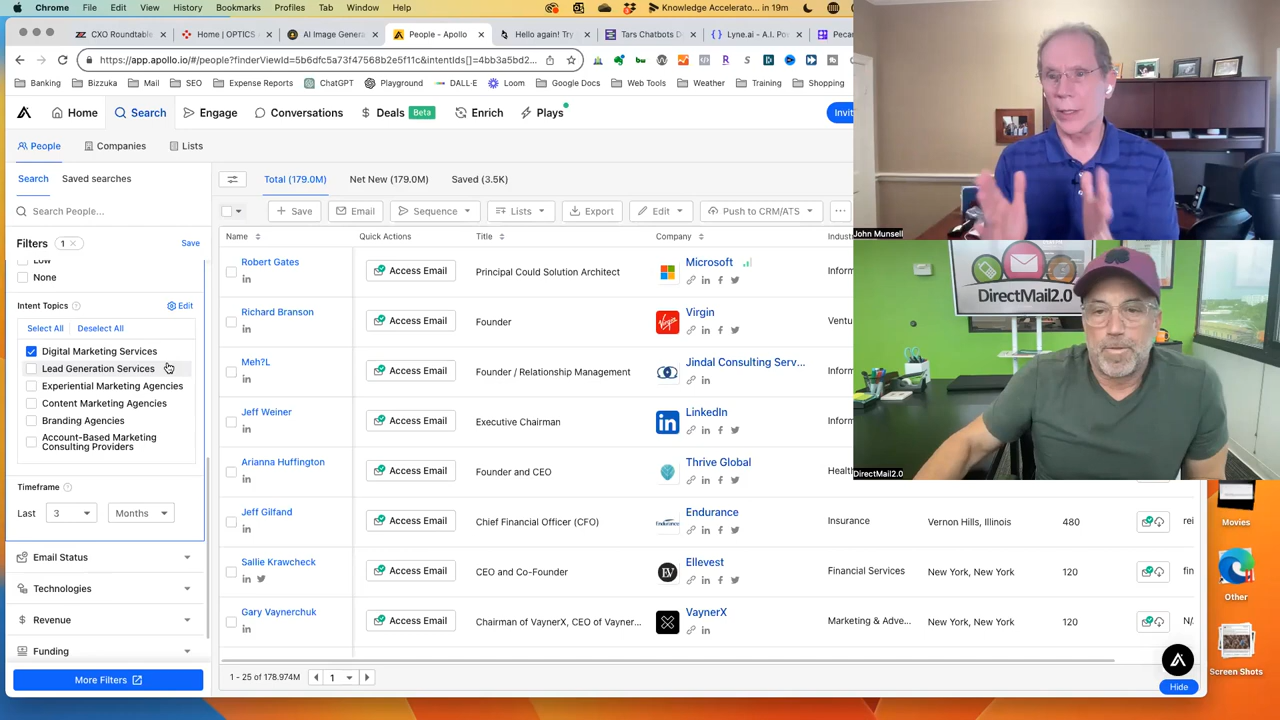 Chrome File Edit View History Bookmarks Profiles Tab Window Help Knowledge Accelerato... in 19m
CXO Roundtable
Home | OPTICS
AI Image Genera
People - Apollo
Hello again! Try
Tars Chatbots D
Lyne.ai - A.I. Po
Pecan
https://app.apollo.io/#/people?finderViewId=5b6dfc5a73f47568b2e5f11c&intentIds[]=4bb3a5bd2...
Banking Bizzuka Mail SEO Expense Reports ChatGPT Playground DALL-E Loom Google Docs Web Tools Weather Training Shopping
Home Search Engage Conversations Deals Beta Enrich Plays Invit
People Companies Lists
Search Saved searches
Total (179.0M) Net New (179.0M) Saved (3.5K)
Search People...
+ Save Email Sequence Lists Export Edit Push to CRM/ATS ...
Filters 1 × Save
Name Quick Actions Title Company Indust
Low
None
Intent Topics Edit
Select All Deselect All
Digital Marketing Services
Lead Generation Services
Experiential Marketing Agencies
Content Marketing Agencies
Branding Agencies
Account-Based Marketing
Consulting Providers
Timeframe
Last 3 Months
Email Status
Technologies
Revenue
Funding
More Filters
Robert Gates Access Email Principal Could Solution Architect Microsoft Inform
Richard Branson Access Email Founder Virgin Ventu
Meh?L Access Email Founder / Relationship Management Jindal Consulting Serv... Inform
Jeff Weiner Access Email Executive Chairman LinkedIn Inform
Arianna Huffington Access Email Founder and CEO Thrive Global Healt
Jeff Gilfand Access Email Chief Financial Officer (CFO) Endurance Insurance Vernon Hills, Illinois 480 rei
Sallie Krawcheck Access Email CEO and Co-Founder Ellevest Financial Services New York, New York 120 fin
Gary Vaynerchuk Access Email Chairman of VaynerX, CEO of Vayner... VaynerX Marketing & Adve... New York, New York 120 N/
1 - 25 of 178.974M 1
Hide
John Munsell
DirectMail2.0
DirectMail2.0
Movies
Other
Screen Shots